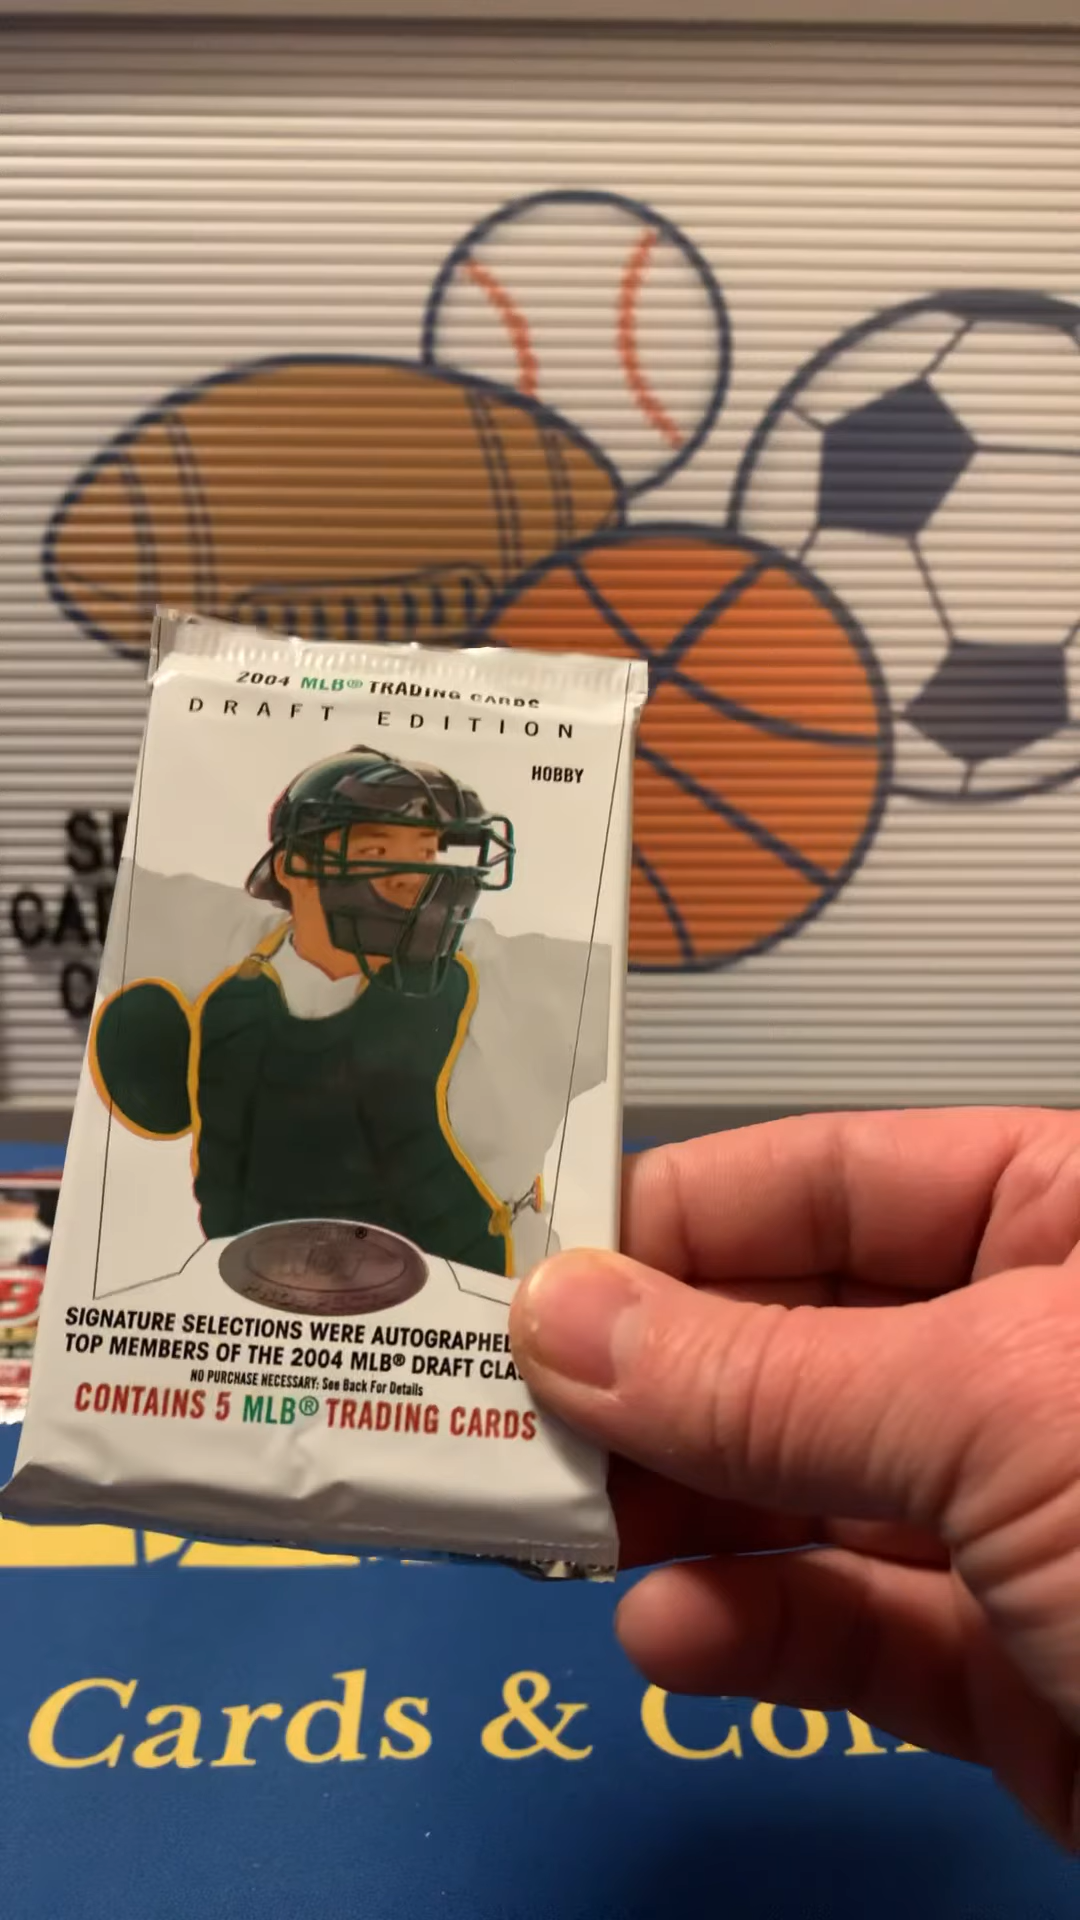 2004 MLB® TRADING CARDS
DRAFT EDITION
HOBBY
®
SIGNATURE SELECTIONS WERE AUTOGRAPHED
TOP MEMBERS OF THE 2004 MLB® DRAFT CLA
NO PURCHASE NECESSARY: See Back For Details
CONTAINS 5 MLB® TRADING CARDS
Cards &